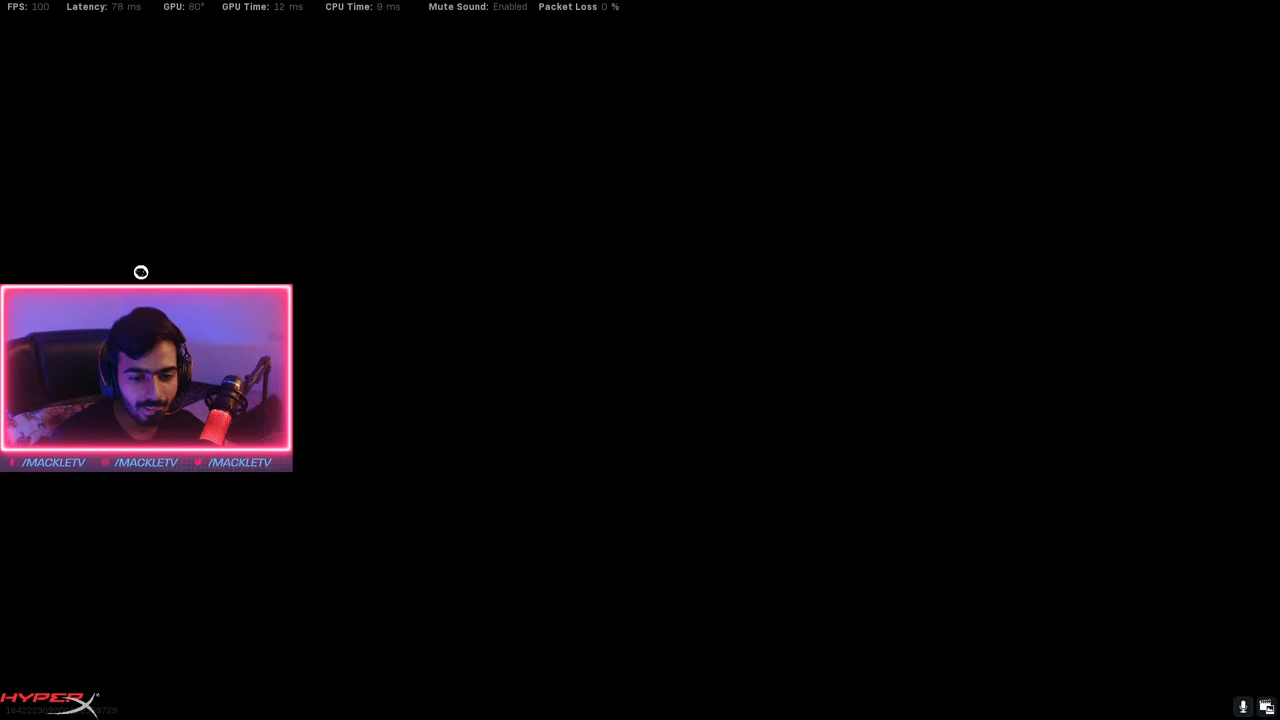 FPS: 100 Latency: 78 ms GPU: 80° GPU Time: 12 ms CPU Time: 9 ms Mute Sound: Enabled Packet Loss 0 %
/MACKLETV /MACKLETV /MACKLETV
HYPERX